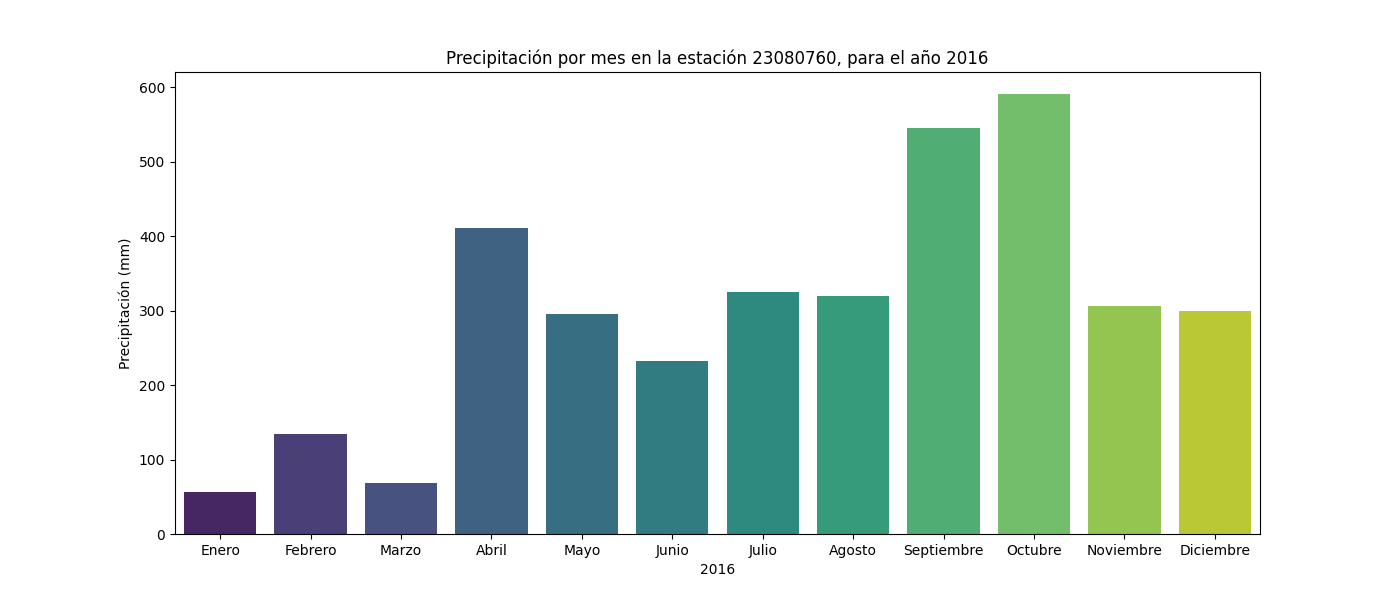 Precipitación por mes en la estación 23080760, para el año 2016
Precipitación (mm)
600
500
400
300
200
100
0
Enero Febrero Marzo Abril Mayo Junio Julio Agosto Septiembre Octubre Noviembre Diciembre
2016